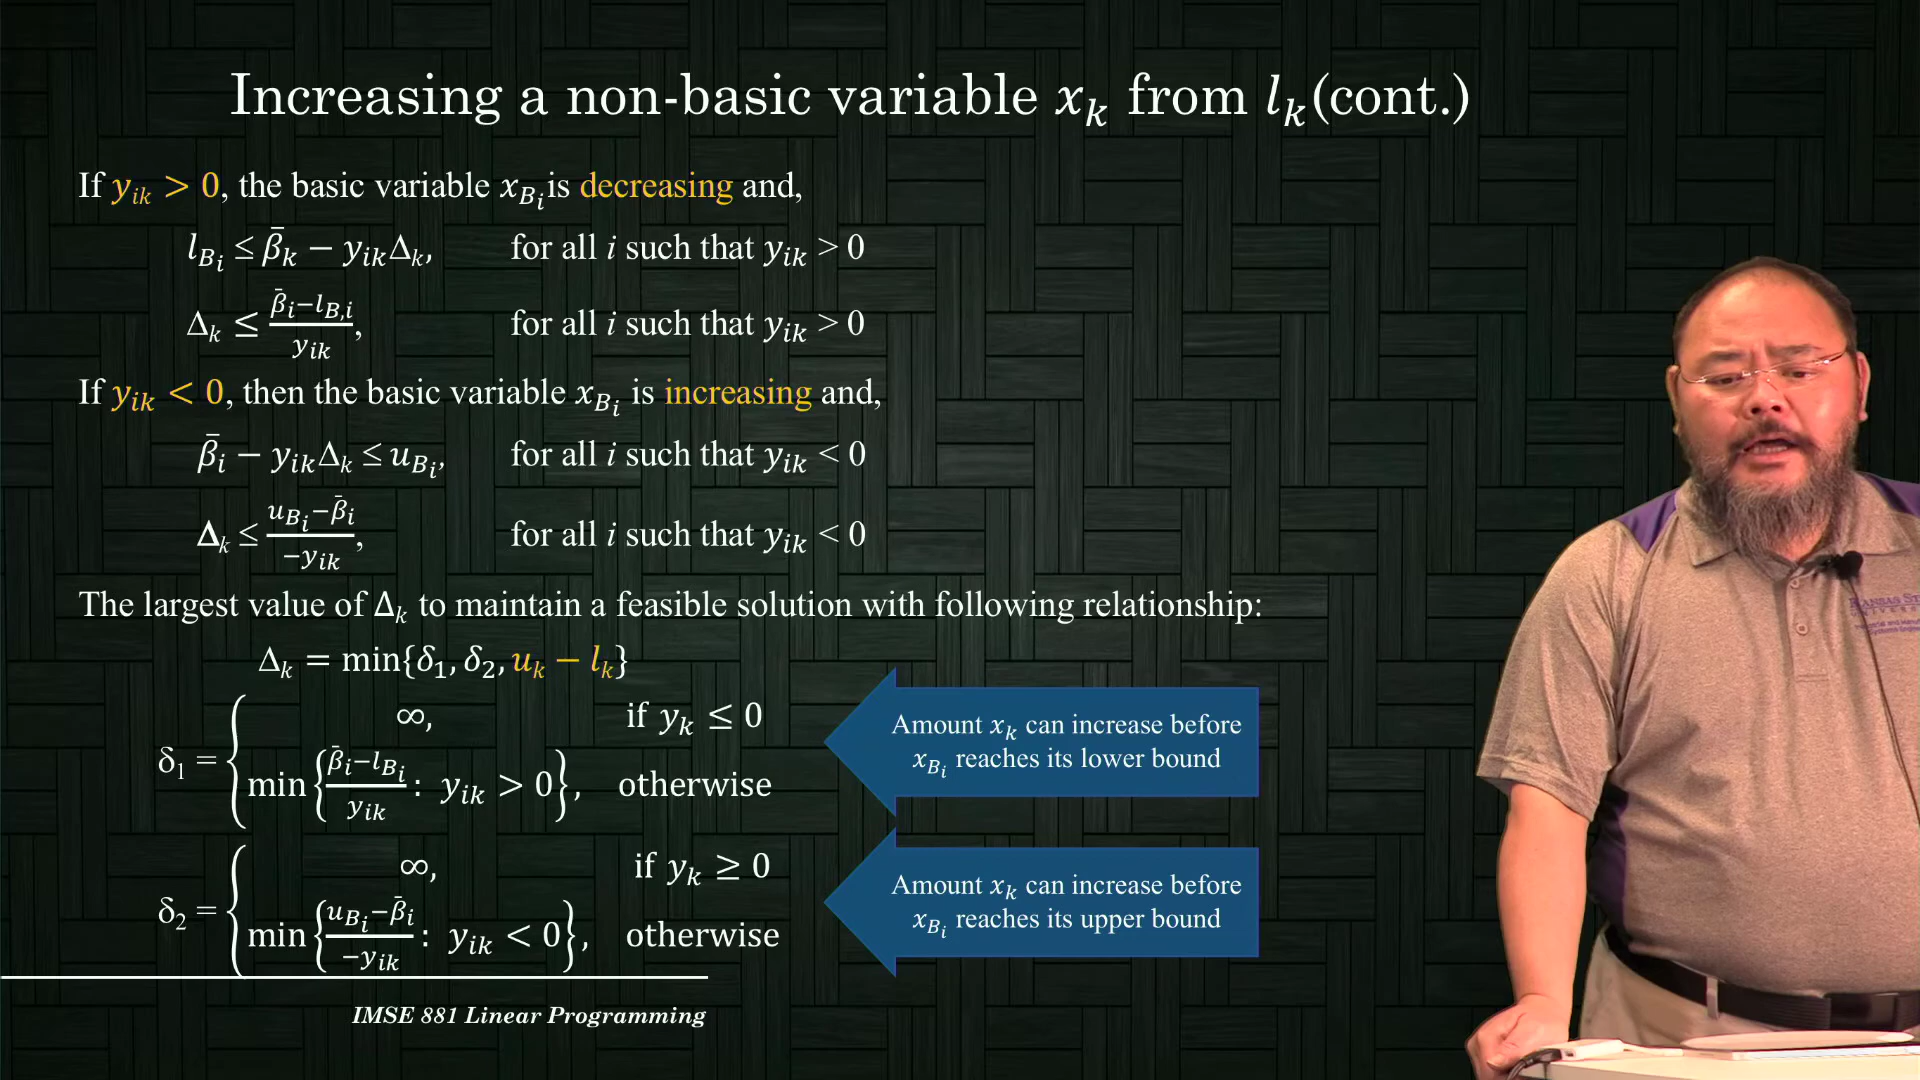 Increasing a non-basic variable x_k from l_k(cont.)
If y_ik > 0, the basic variable x_B_i is decreasing and,
l_B_i ≤ β̄_k − y_ikΔ_k, for all i such that y_ik > 0
Δ_k ≤ (β̄_i−l_B,i)/y_ik, for all i such that y_ik > 0
If y_ik < 0, then the basic variable x_B_i is increasing and,
β̄_i − y_ikΔ_k ≤ u_B_i, for all i such that y_ik < 0
Δ_k ≤ (u_B_i−β̄_i)/−y_ik, for all i such that y_ik < 0
The largest value of Δ_k to maintain a feasible solution with following relationship:
Δ_k = min{δ_1, δ_2, u_k − l_k}
δ_1 = { ∞, if y_k ≤ 0
min{(β̄_i−l_B_i)/y_ik : y_ik > 0}, otherwise
Amount x_k can increase before
x_B_i reaches its lower bound
δ_2 = { ∞, if y_k ≥ 0
min{(u_B_i−β̄_i)/−y_ik : y_ik < 0}, otherwise
Amount x_k can increase before
x_B_i reaches its upper bound
IMSE 881 Linear Programming